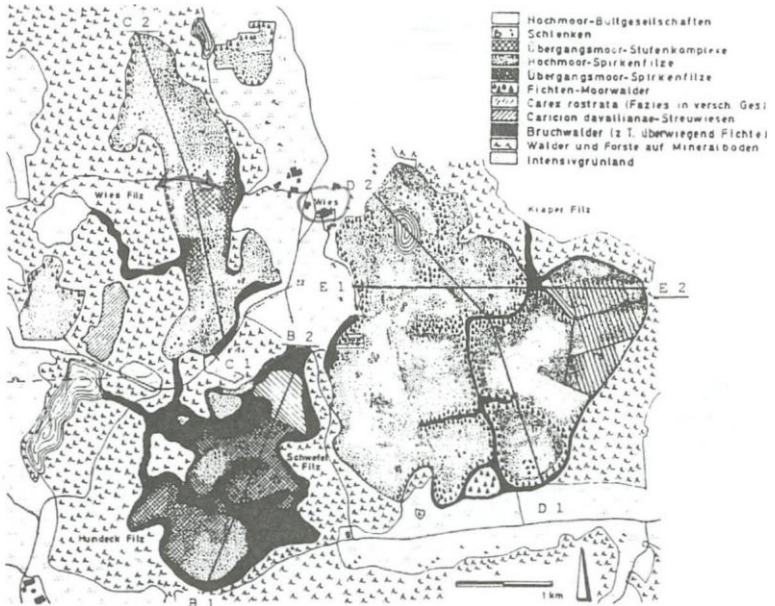 Hochmoor-Bultgesellschaften
Schlenken
Übergangsmoor-Stufenkomplexe
Hochmoor-Spirkenfilze
Übergangsmoor-Spirkenfilze
Fichten-Moorwälder
Carex rostrata (Fazies in versch. Ges)
Caricion davallianae-Streuwiesen
Bruchwälder (z T. überwiegend Fichte)
Wälder und Forste auf Mineralböden
Intensivgrünland
C 2
D 2
Wies Filz
Wies
Kläper Filz
E 1
E 2
B 2
C 1
Schwefel Filz
D 1
Hundeck Filz
B 1
1 km